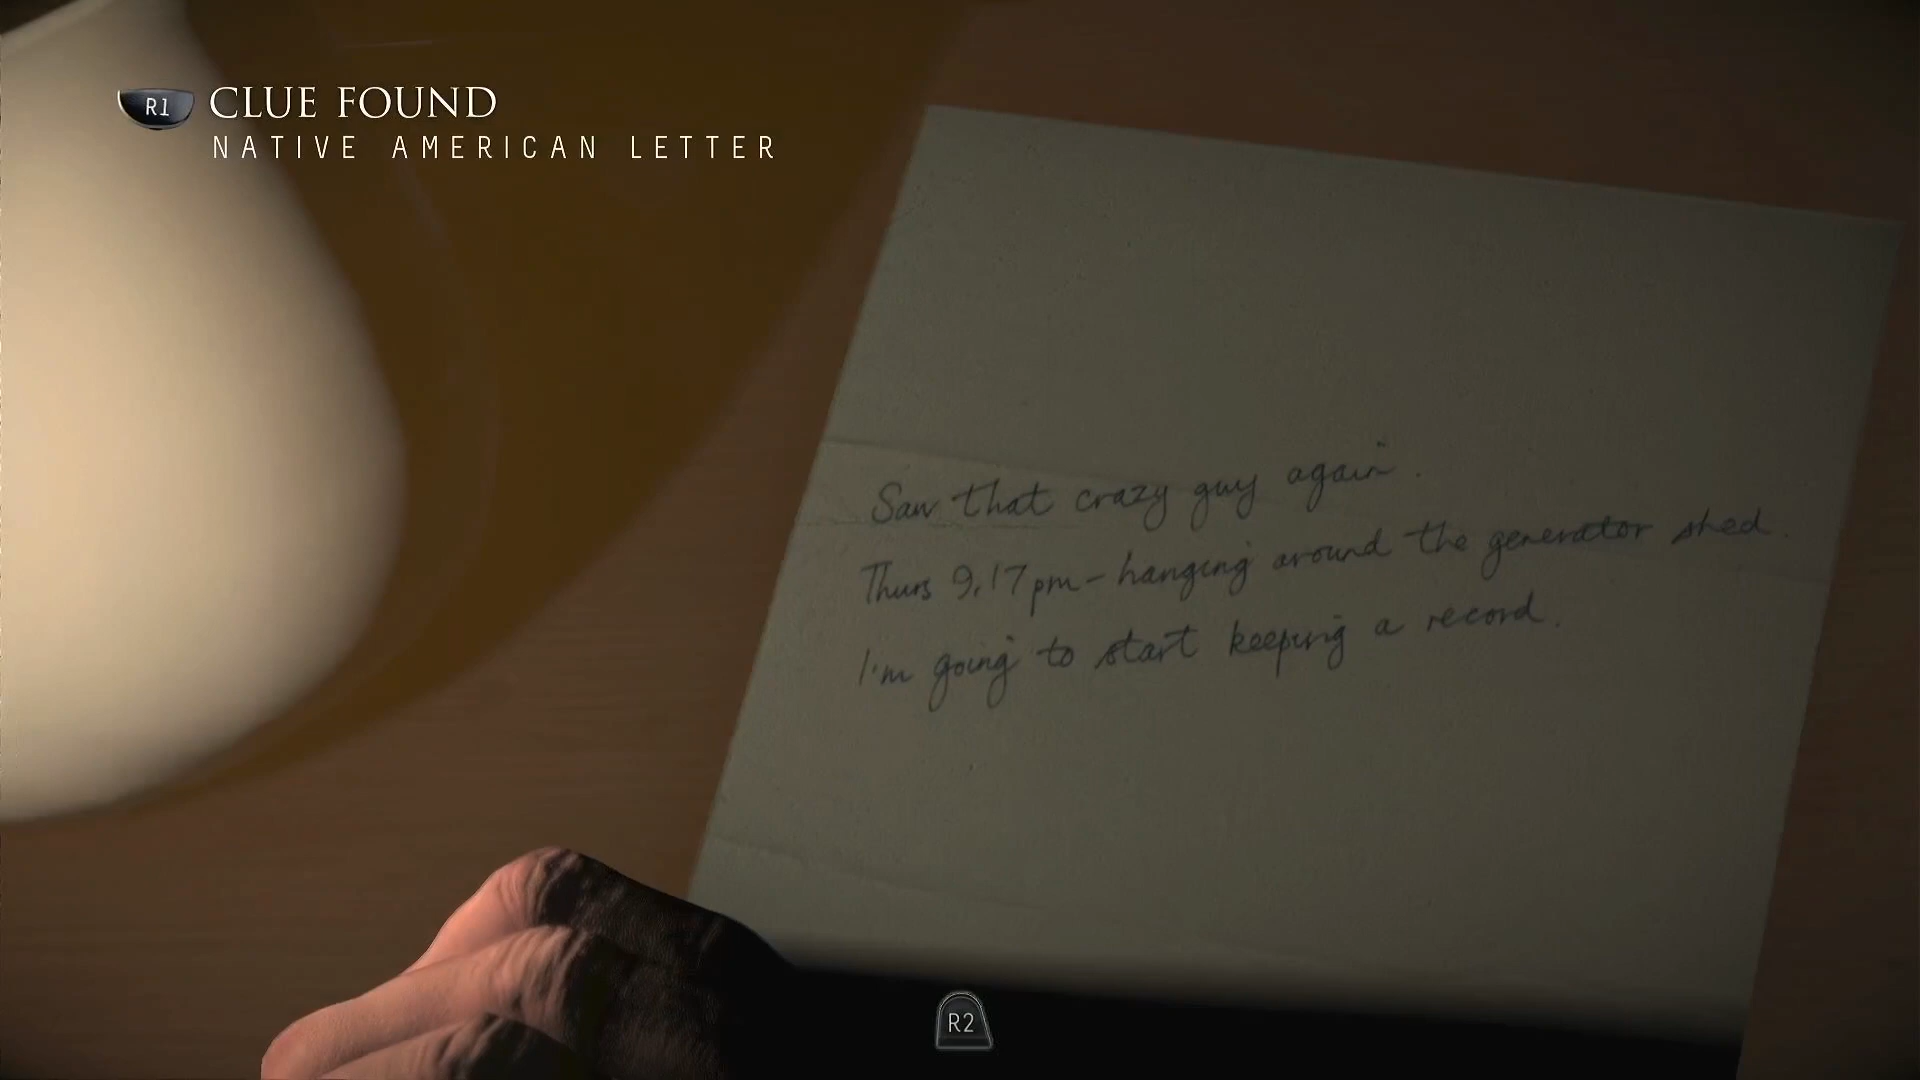 R1 CLUE FOUND
NATIVE AMERICAN LETTER
Saw that crazy guy again.
Thurs 9.17pm - hanging around the generator shed.
I'm going to start keeping a record.
R2